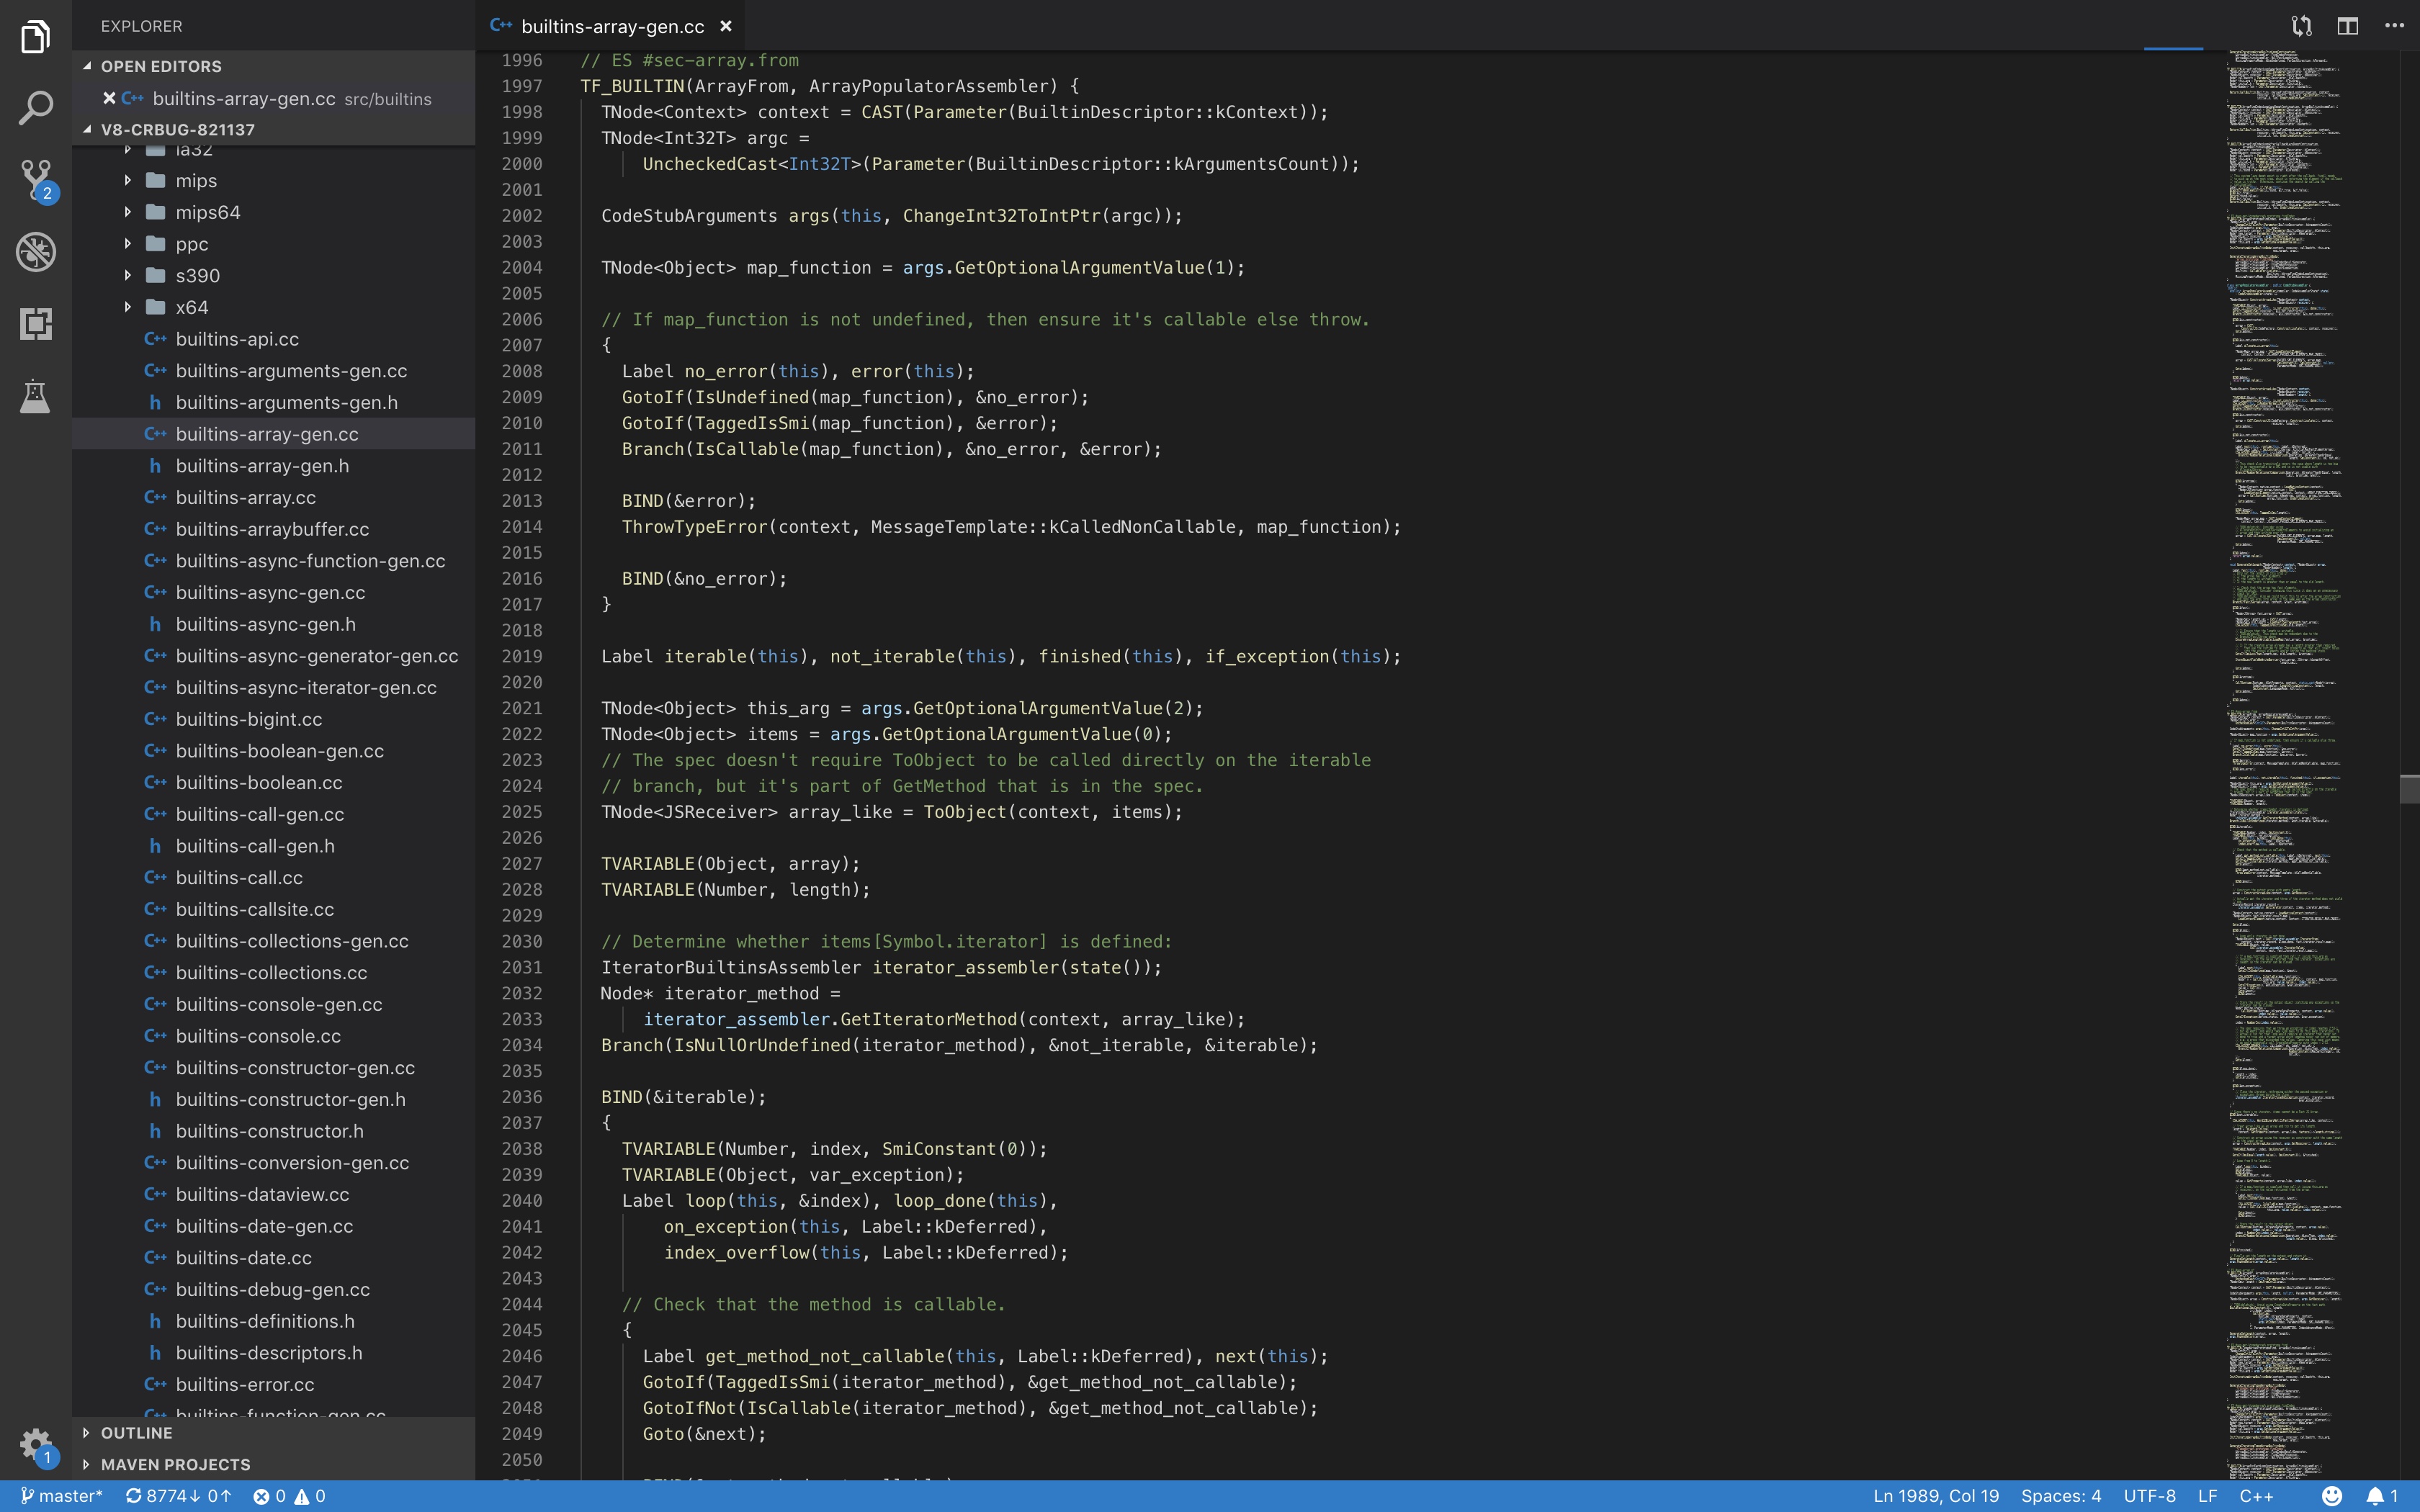 EXPLORER
OPEN EDITORS
builtins-array-gen.cc src/builtins
V8-CRBUG-821137
ia32
mips
mips64
ppc
s390
x64
builtins-api.cc
builtins-arguments-gen.cc
builtins-arguments-gen.h
builtins-array-gen.cc
builtins-array-gen.h
builtins-array.cc
builtins-arraybuffer.cc
builtins-async-function-gen.cc
builtins-async-gen.cc
builtins-async-gen.h
builtins-async-generator-gen.cc
builtins-async-iterator-gen.cc
builtins-bigint.cc
builtins-boolean-gen.cc
builtins-boolean.cc
builtins-call-gen.cc
builtins-call-gen.h
builtins-call.cc
builtins-callsite.cc
builtins-collections-gen.cc
builtins-collections.cc
builtins-console-gen.cc
builtins-console.cc
builtins-constructor-gen.cc
builtins-constructor-gen.h
builtins-constructor.h
builtins-conversion-gen.cc
builtins-dataview.cc
builtins-date-gen.cc
builtins-date.cc
builtins-debug-gen.cc
builtins-definitions.h
builtins-descriptors.h
builtins-error.cc
builtins-function-gen.cc
OUTLINE
MAVEN PROJECTS
2
1
builtins-array-gen.cc
1996 // ES #sec-array.from
1997 TF_BUILTIN(ArrayFrom, ArrayPopulatorAssembler) {
1998 TNode<Context> context = CAST(Parameter(BuiltinDescriptor::kContext));
1999 TNode<Int32T> argc =
2000 UncheckedCast<Int32T>(Parameter(BuiltinDescriptor::kArgumentsCount));
2001
2002 CodeStubArguments args(this, ChangeInt32ToIntPtr(argc));
2003
2004 TNode<Object> map_function = args.GetOptionalArgumentValue(1);
2005
2006 // If map_function is not undefined, then ensure it's callable else throw.
2007 {
2008 Label no_error(this), error(this);
2009 GotoIf(IsUndefined(map_function), &no_error);
2010 GotoIf(TaggedIsSmi(map_function), &error);
2011 Branch(IsCallable(map_function), &no_error, &error);
2012
2013 BIND(&error);
2014 ThrowTypeError(context, MessageTemplate::kCalledNonCallable, map_function);
2015
2016 BIND(&no_error);
2017 }
2018
2019 Label iterable(this), not_iterable(this), finished(this), if_exception(this);
2020
2021 TNode<Object> this_arg = args.GetOptionalArgumentValue(2);
2022 TNode<Object> items = args.GetOptionalArgumentValue(0);
2023 // The spec doesn't require ToObject to be called directly on the iterable
2024 // branch, but it's part of GetMethod that is in the spec.
2025 TNode<JSReceiver> array_like = ToObject(context, items);
2026
2027 TVARIABLE(Object, array);
2028 TVARIABLE(Number, length);
2029
2030 // Determine whether items[Symbol.iterator] is defined:
2031 IteratorBuiltinsAssembler iterator_assembler(state());
2032 Node* iterator_method =
2033 iterator_assembler.GetIteratorMethod(context, array_like);
2034 Branch(IsNullOrUndefined(iterator_method), &not_iterable, &iterable);
2035
2036 BIND(&iterable);
2037 {
2038 TVARIABLE(Number, index, SmiConstant(0));
2039 TVARIABLE(Object, var_exception);
2040 Label loop(this, &index), loop_done(this),
2041 on_exception(this, Label::kDeferred),
2042 index_overflow(this, Label::kDeferred);
2043
2044 // Check that the method is callable.
2045 {
2046 Label get_method_not_callable(this, Label::kDeferred), next(this);
2047 GotoIf(TaggedIsSmi(iterator_method), &get_method_not_callable);
2048 GotoIfNot(IsCallable(iterator_method), &get_method_not_callable);
2049 Goto(&next);
2050
master* 8774↓ 0↑ 0 0
Ln 1989, Col 19 Spaces: 4 UTF-8 LF C++ 1